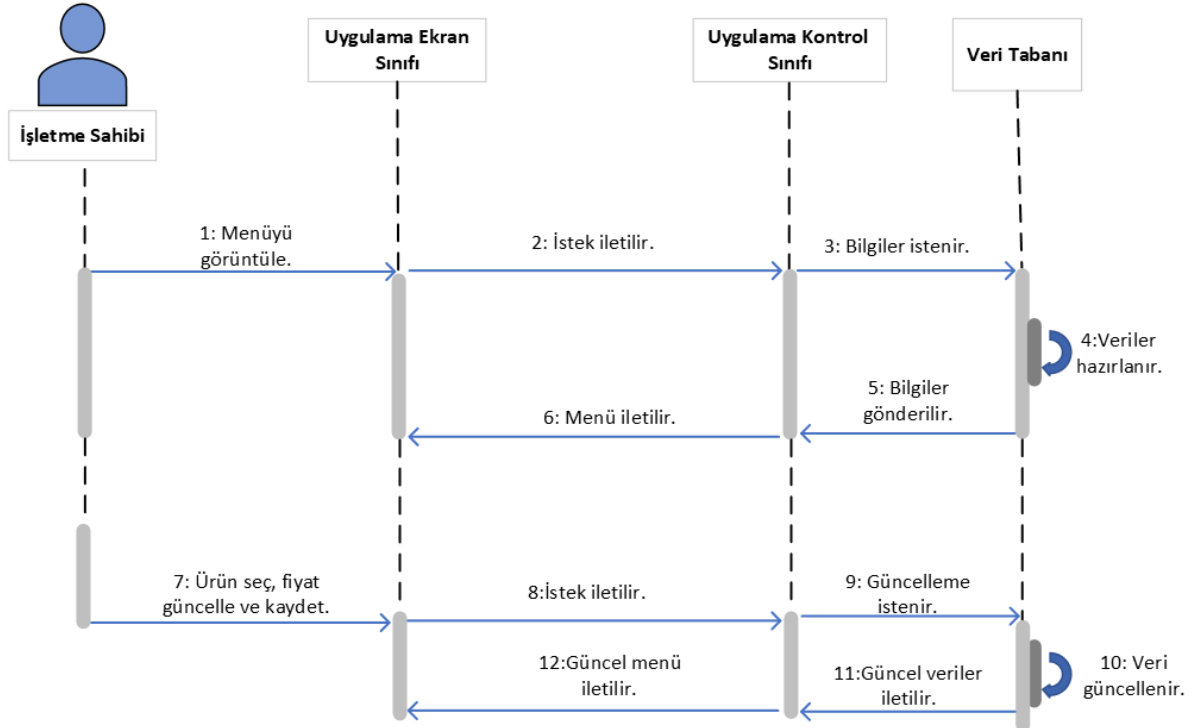 İşletme Sahibi
Uygulama Ekran
Sınıfı
Uygulama Kontrol
Sınıfı
Veri Tabanı
1: Menüyü
görüntüle.
2: İstek iletilir.
3: Bilgiler istenir.
4:Veriler
hazırlanır.
5: Bilgiler
gönderilir.
6: Menü iletilir.
7: Ürün seç, fiyat
güncelle ve kaydet.
8:İstek iletilir.
9: Güncelleme
istenir.
10: Veri
güncellenir.
11:Güncel veriler
iletilir.
12:Güncel menü
iletilir.